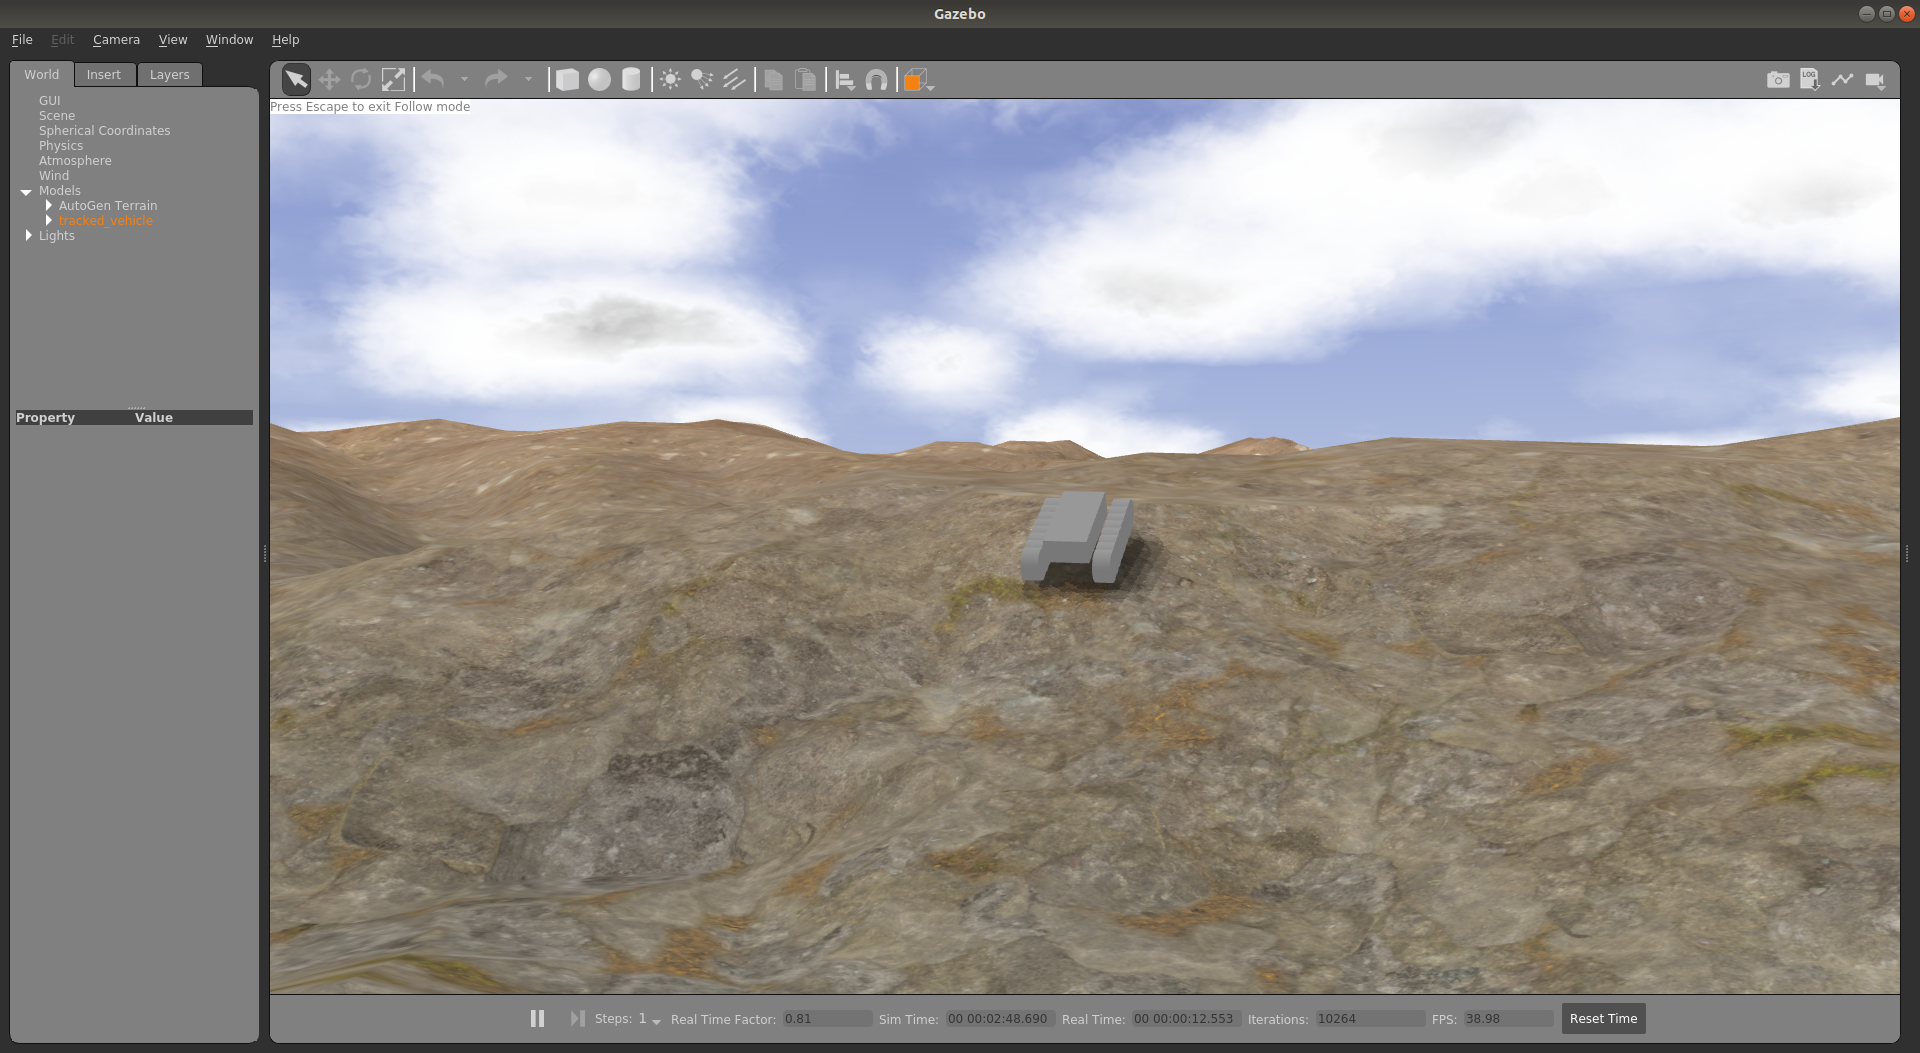 Gazebo
File Edit Camera View Window Help
World Insert Layers
GUI
Scene
Spherical Coordinates
Physics
Atmosphere
Wind
Models
AutoGen Terrain
tracked_vehicle
Lights
Property Value
LOG
Press Escape to exit Follow mode
Steps: 1 Real Time Factor: 0.81 Sim Time: 00 00:02:48.690 Real Time: 00 00:00:12.553 Iterations: 10264 FPS: 38.98 Reset Time